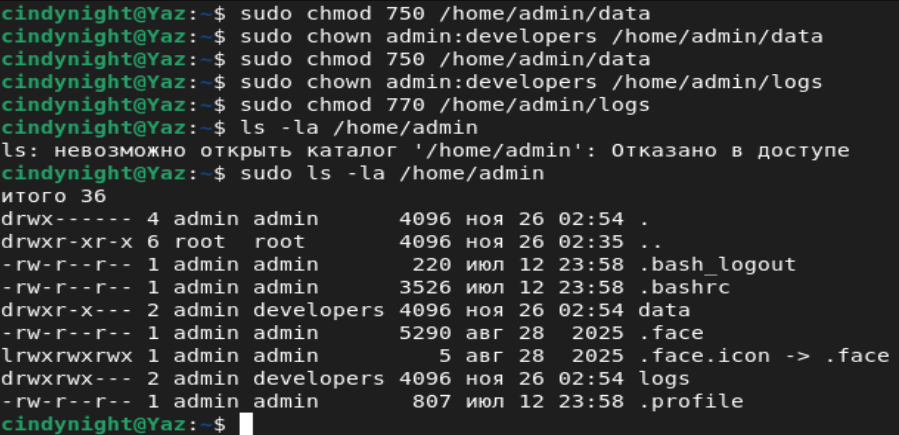 cindynight@Yaz:~$ sudo chmod 750 /home/admin/data
cindynight@Yaz:~$ sudo chown admin:developers /home/admin/data
cindynight@Yaz:~$ sudo chmod 750 /home/admin/data
cindynight@Yaz:~$ sudo chown admin:developers /home/admin/logs
cindynight@Yaz:~$ sudo chmod 770 /home/admin/logs
cindynight@Yaz:~$ ls -la /home/admin
ls: невозможно открыть каталог '/home/admin': Отказано в доступе
cindynight@Yaz:~$ sudo ls -la /home/admin
итого 36
drwx------ 4 admin admin      4096 ноя 26 02:54 .
drwxr-xr-x 6 root  root       4096 ноя 26 02:35 ..
-rw-r--r-- 1 admin admin       220 июл 12 23:58 .bash_logout
-rw-r--r-- 1 admin admin      3526 июл 12 23:58 .bashrc
drwxr-x--- 2 admin developers 4096 ноя 26 02:54 data
-rw-r--r-- 1 admin admin      5290 авг 28  2025 .face
lrwxrwxrwx 1 admin admin         5 авг 28  2025 .face.icon -> .face
drwxrwx--- 2 admin developers 4096 ноя 26 02:54 logs
-rw-r--r-- 1 admin admin       807 июл 12 23:58 .profile
cindynight@Yaz:~$